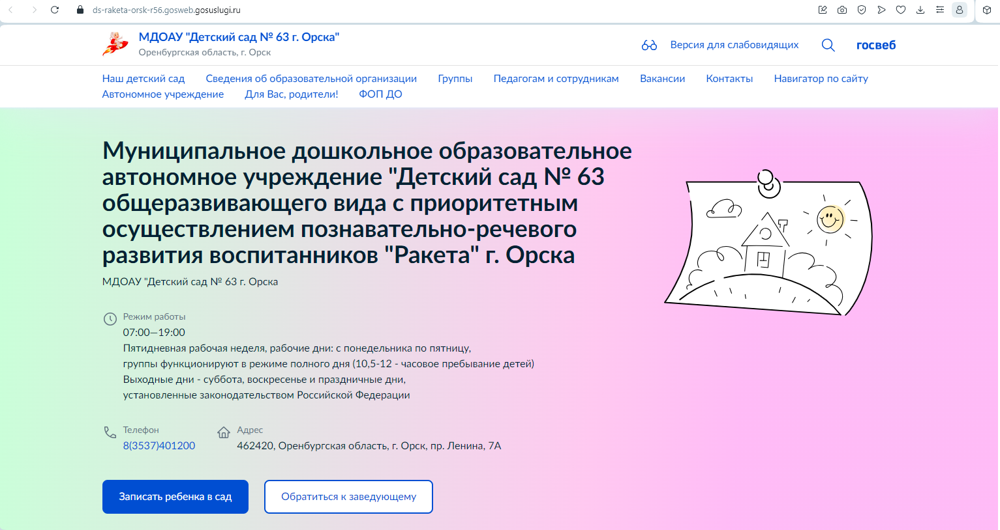 ds-raketa-orsk-r56.gosweb.gosuslugi.ru
МДОАУ "Детский сад № 63 г. Орска"
Оренбургская область, г. Орск
Версия для слабовидящих
госвеб
Наш детский сад Сведения об образовательной организации Группы Педагогам и сотрудникам Вакансии Контакты Навигатор по сайту
Автономное учреждение Для Вас, родители! ФОП ДО
Муниципальное дошкольное образовательное
автономное учреждение "Детский сад № 63
общеразвивающего вида с приоритетным
осуществлением познавательно-речевого
развития воспитанников "Ракета" г. Орска
МДОАУ "Детский сад № 63 г. Орска
Режим работы
07:00—19:00
Пятидневная рабочая неделя, рабочие дни: с понедельника по пятницу,
группы функционируют в режиме полного дня (10,5-12 - часовое пребывание детей)
Выходные дни - суббота, воскресенье и праздничные дни,
установленные законодательством Российской Федерации
Телефон
8(3537)401200
Адрес
462420, Оренбургская область, г. Орск, пр. Ленина, 7А
Записать ребенка в сад
Обратиться к заведующему